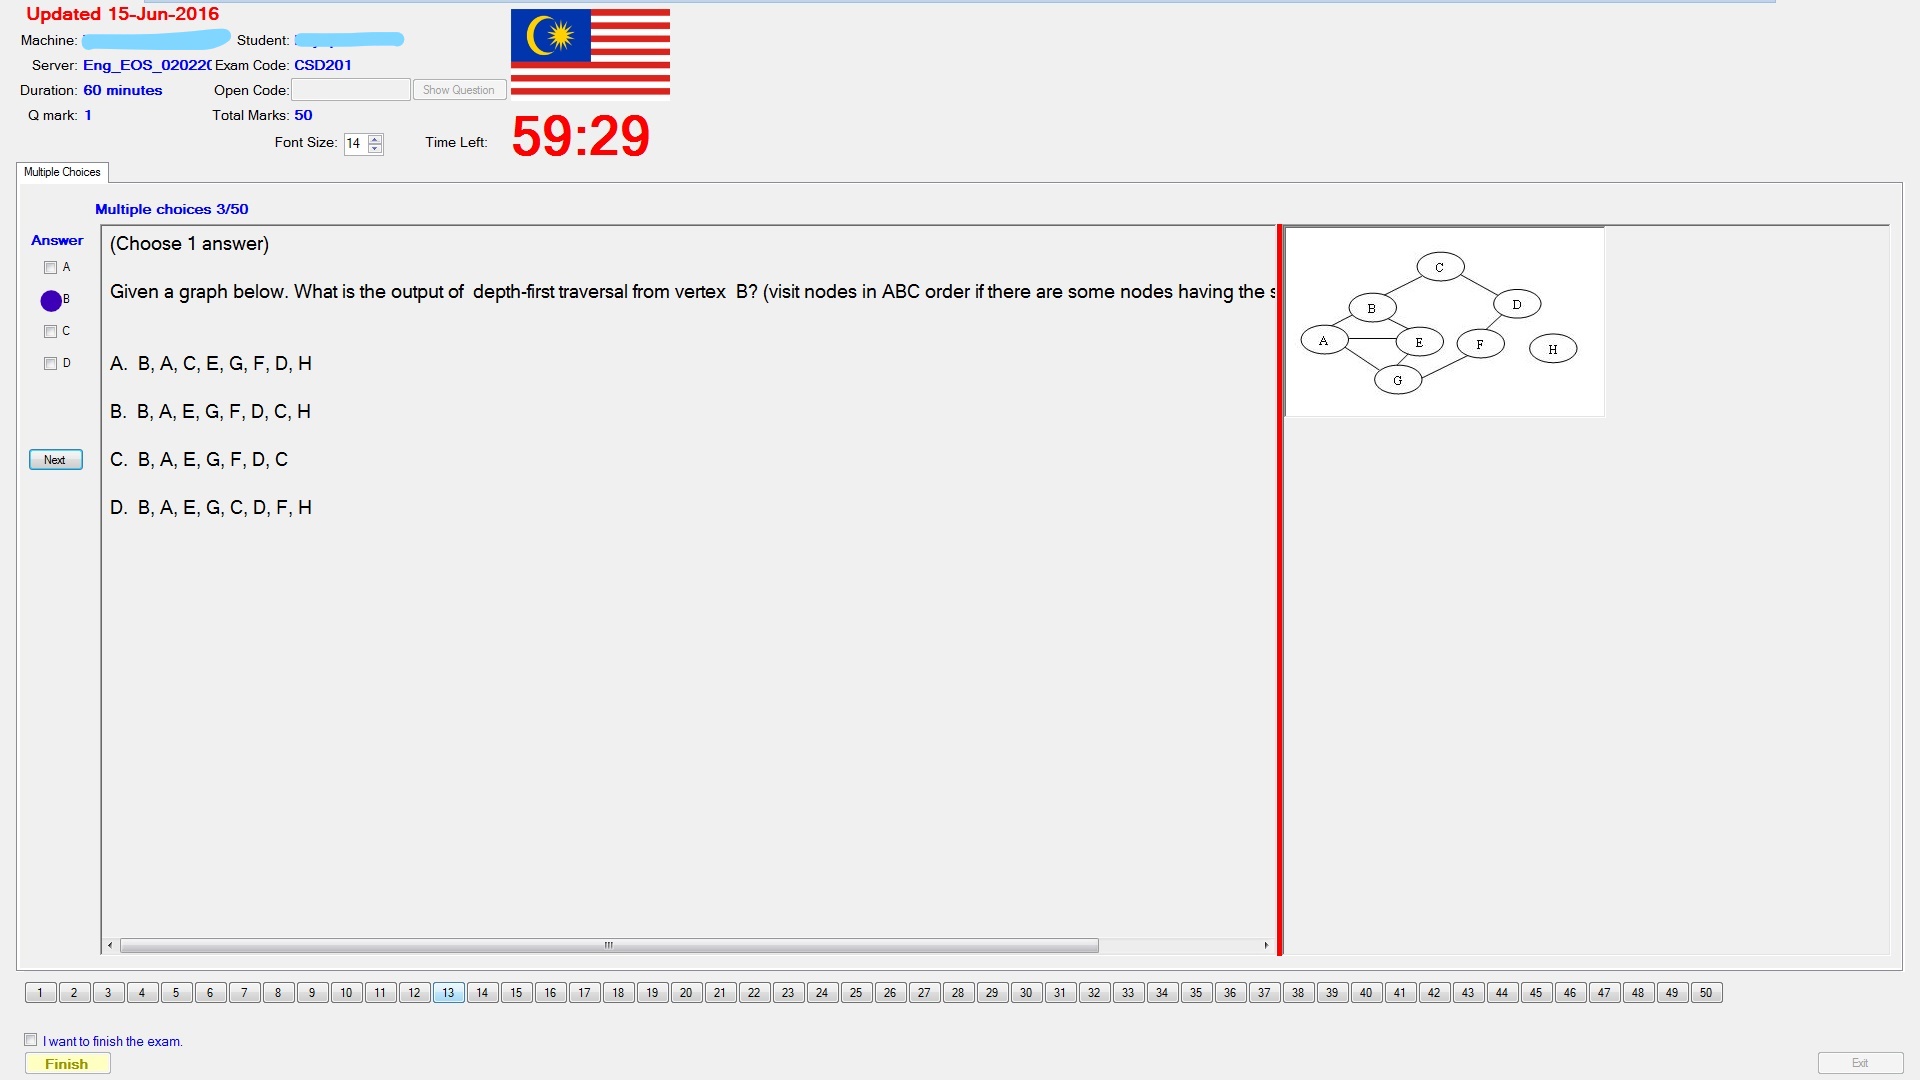 Updated 15-Jun-2016
Machine: Student:
Server: Eng_EOS_02022 Exam Code: CSD201
Duration: 60 minutes Open Code: Show Question
Q mark: 1 Total Marks: 50
Font Size: 14 Time Left: 59:29
Multiple Choices
Multiple choices 3/50
Answer
A
B
C
D
Next
(Choose 1 answer)
Given a graph below. What is the output of depth-first traversal from vertex B? (visit nodes in ABC order if there are some nodes having the s
A. B, A, C, E, G, F, D, H
B. B, A, E, G, F, D, C, H
C. B, A, E, G, F, D, C
D. B, A, E, G, C, D, F, H
C
B
D
A
E
F
H
G
1 2 3 4 5 6 7 8 9 10 11 12 13 14 15 16 17 18 19 20 21 22 23 24 25 26 27 28 29 30 31 32 33 34 35 36 37 38 39 40 41 42 43 44 45 46 47 48 49 50
I want to finish the exam.
Finish
Exit